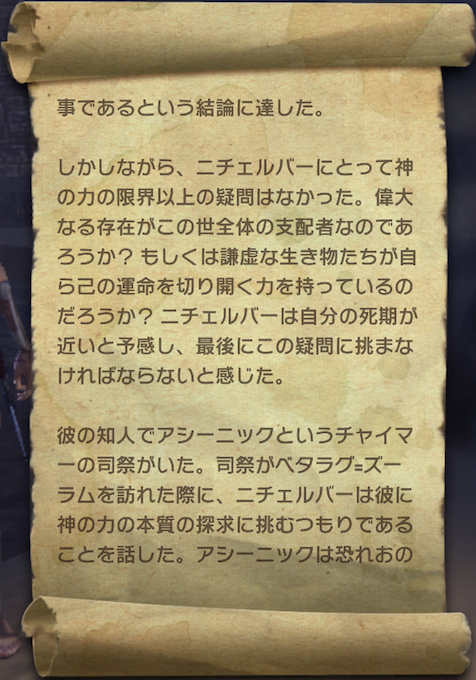 事であるという結論に達した。
しかしながら、ニチェルバーにとって神
の力の限界以上の疑問はなかった。偉大
なる存在がこの世全体の支配者なのであ
ろうか? もしくは謙虚な生き物たちが自
ら己の運命を切り開く力を持っているの
だろうか? ニチェルバーは自分の死期が
近いと予感し、最後にこの疑問に挑まな
ければならないと感じた。
彼の知人でアシーニックというチャイマ
ーの司祭がいた。司祭がベタラグ=ズー
ラムを訪れた際に、ニチェルバーは彼に
神の力の本質の探求に挑むつもりである
ことを話した。アシーニックは恐れおの